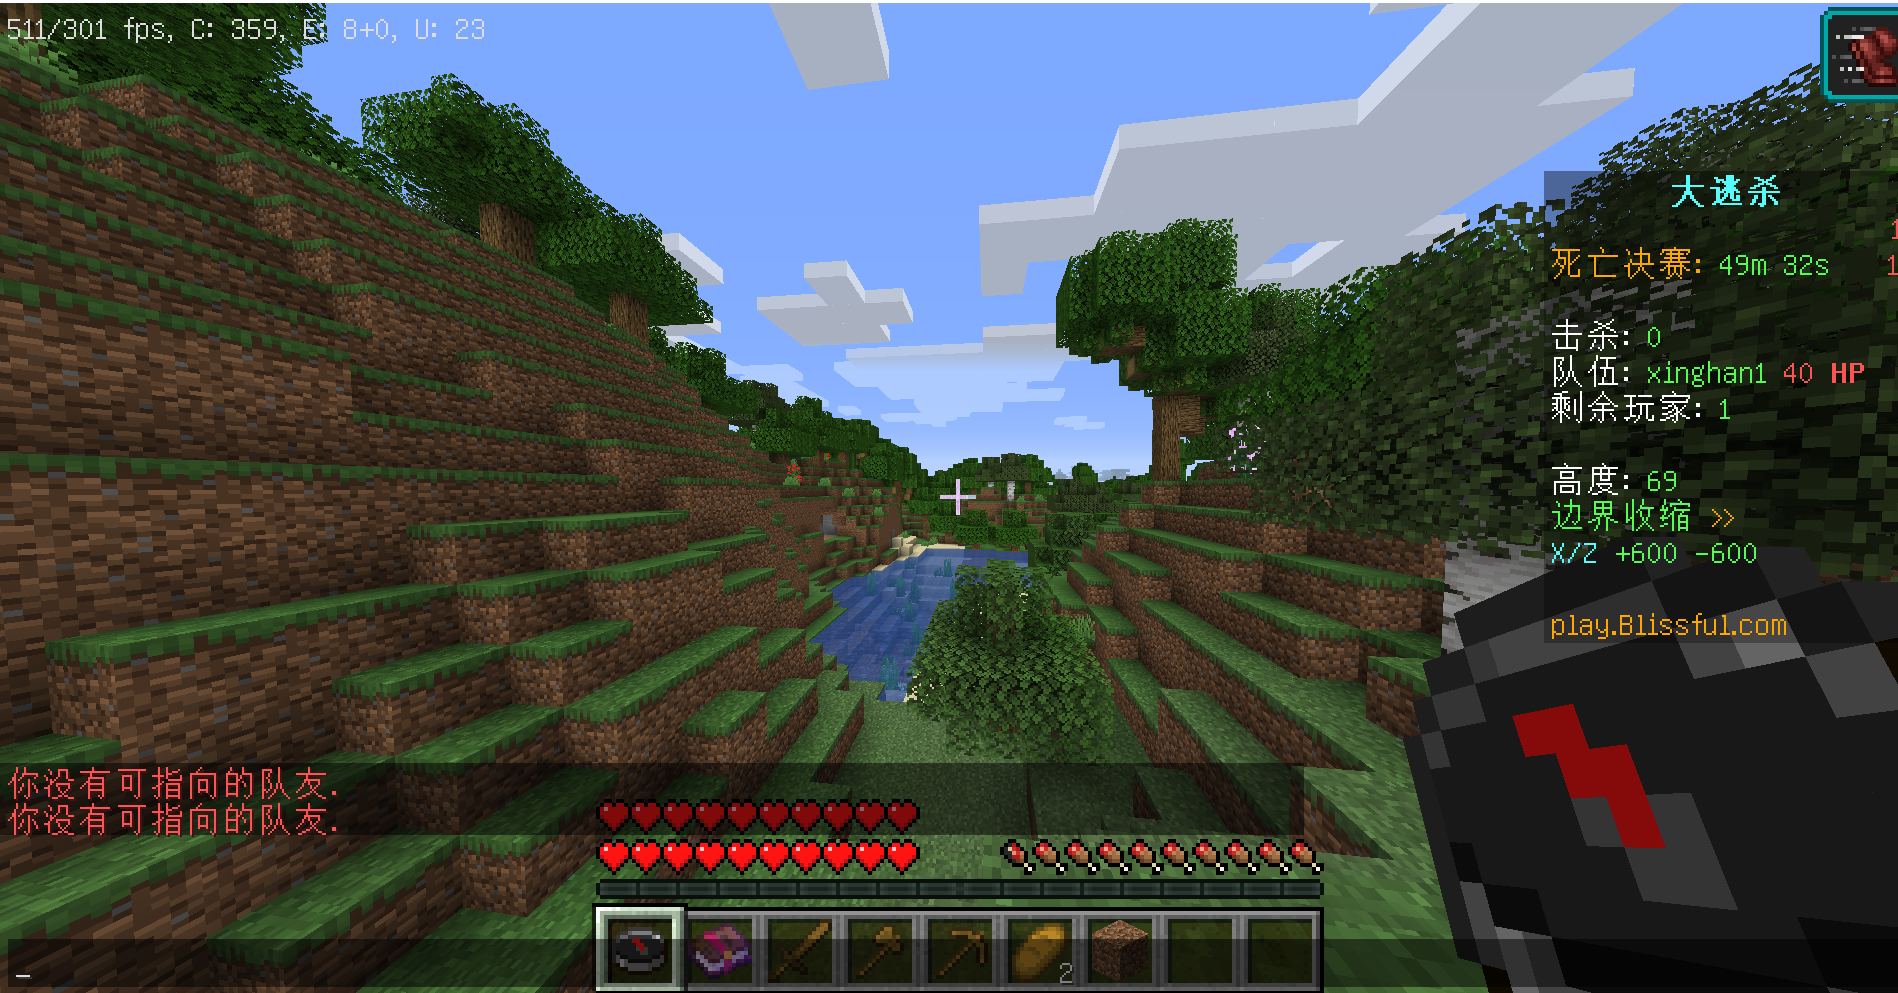 511/301 fps, C: 359, E: 8+0, U: 23
大逃杀
1
死亡决赛: 49m 32s
1
击杀: 0
队伍: xinghan1 40 HP
剩余玩家: 1
高度: 69
边界收缩 >>
X/Z +600 -600
play.Blissful.com
你没有可指向的队友.
你没有可指向的队友.
_
2